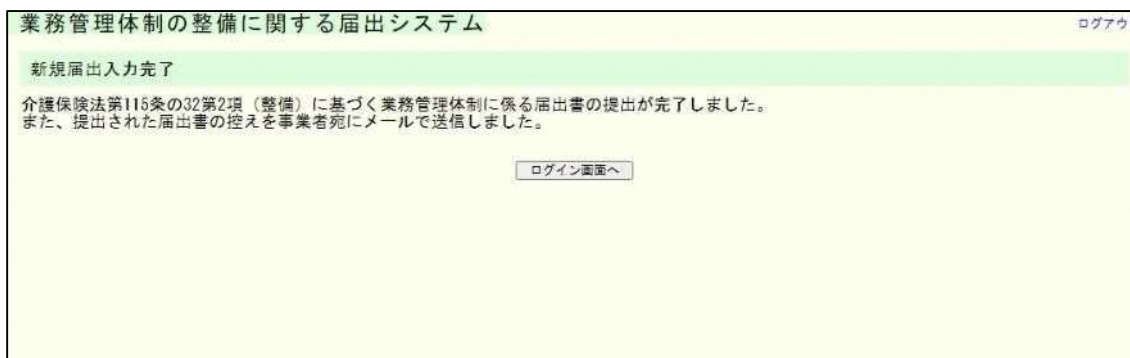 業務管理体制の整備に関する届出システム
ログアウ
新規届出入力完了
介護保険法第115条の32第2項（整備）に基づく業務管理体制に係る届出書の提出が完了しました。
また、提出された届出書の控えを事業者宛にメールで送信しました。
ログイン画面へ